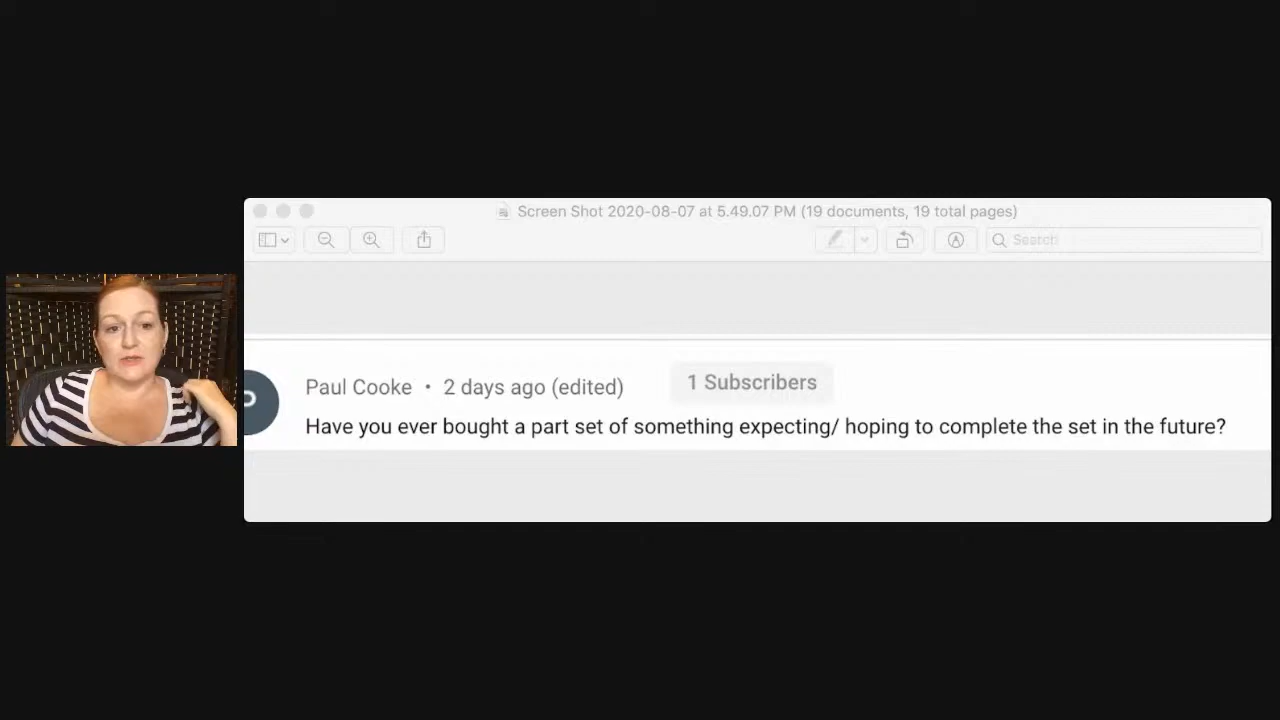 Screen Shot 2020-08-07 at 5.49.07 PM (19 documents, 19 total pages)
Search
Paul Cooke • 2 days ago (edited)
1 Subscribers
Have you ever bought a part set of something expecting/ hoping to complete the set in the future?